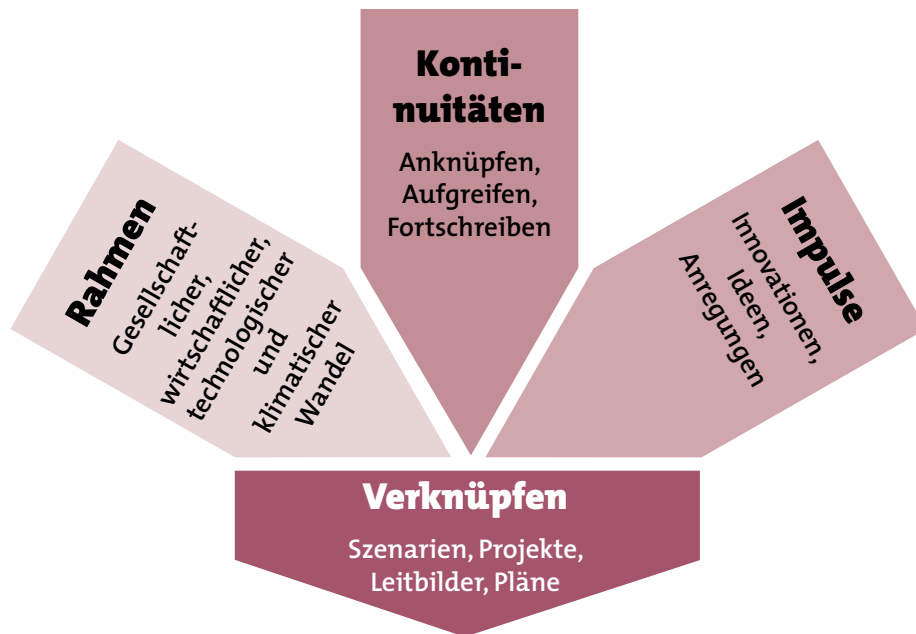 Rahmen
Gesellschaft-
licher,
wirtschaftlicher,
technologischer
und
klimatischer
Wandel
Konti-
nuitäten
Anknüpfen,
Aufgreifen,
Fortschreiben
Impulse
Innovationen,
Ideen,
Anregungen
Verknüpfen
Szenarien, Projekte,
Leitbilder, Pläne